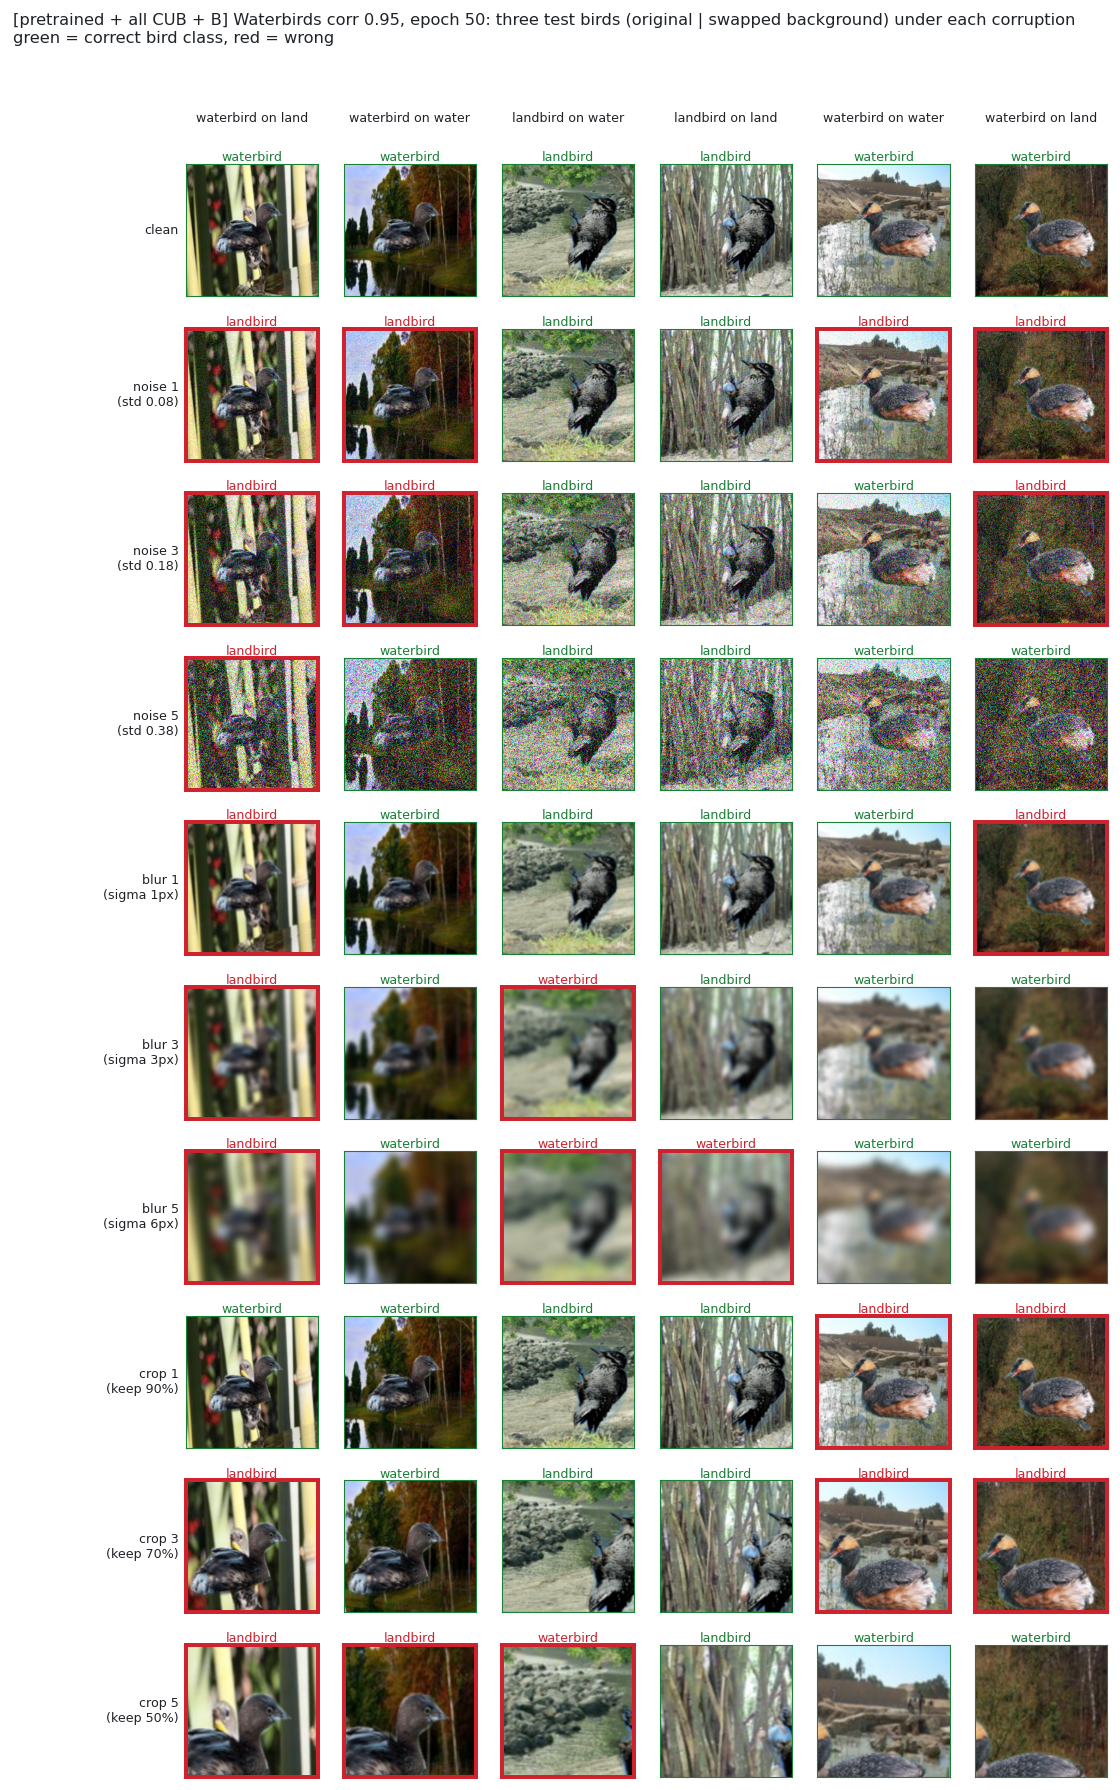 [pretrained + all CUB + B] Waterbirds corr 0.95, epoch 50: three test birds (original | swapped background) under each corruption
green = correct bird class, red = wrong
waterbird on land waterbird on water landbird on water landbird on land waterbird on water waterbird on land
waterbird waterbird landbird landbird waterbird waterbird
clean
landbird landbird landbird landbird landbird landbird
noise 1
(std 0.08)
landbird landbird landbird landbird waterbird landbird
noise 3
(std 0.18)
landbird waterbird landbird landbird waterbird waterbird
noise 5
(std 0.38)
landbird waterbird landbird landbird waterbird landbird
blur 1
(sigma 1px)
landbird waterbird waterbird landbird waterbird waterbird
blur 3
(sigma 3px)
landbird waterbird waterbird waterbird waterbird waterbird
blur 5
(sigma 6px)
waterbird waterbird landbird landbird landbird landbird
crop 1
(keep 90%)
landbird waterbird landbird landbird landbird landbird
crop 3
(keep 70%)
landbird landbird waterbird landbird waterbird waterbird
crop 5
(keep 50%)